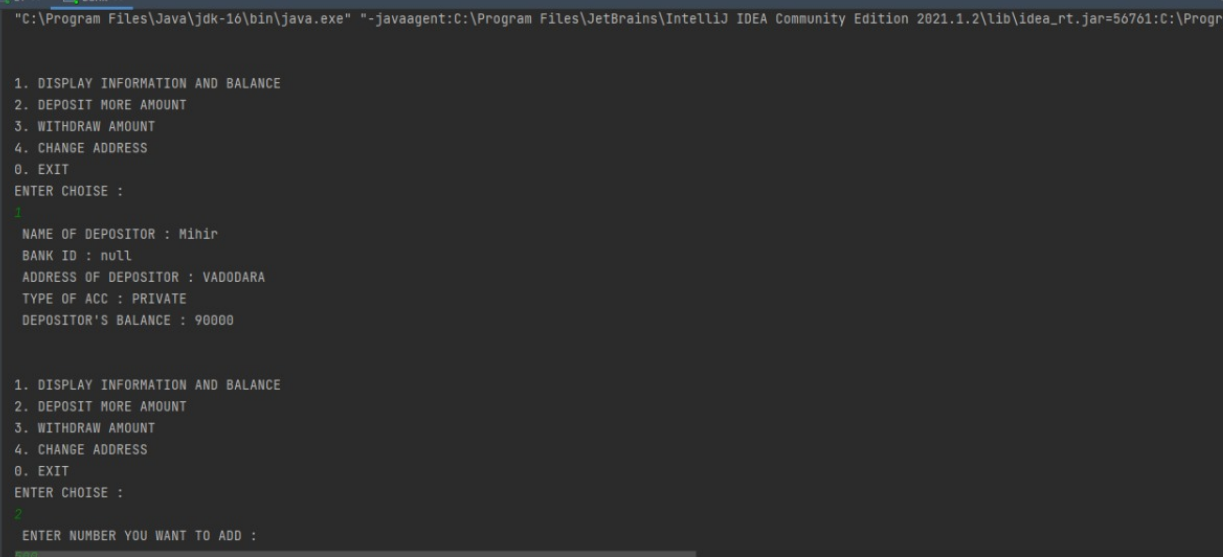 "C:\Program Files\Java\jdk-16\bin\java.exe" "-javaagent:C:\Program Files\JetBrains\IntelliJ IDEA Community Edition 2021.1.2\lib\idea_rt.jar=56761:C:\Progr
1. DISPLAY INFORMATION AND BALANCE
2. DEPOSIT MORE AMOUNT
3. WITHDRAW AMOUNT
4. CHANGE ADDRESS
0. EXIT
ENTER CHOISE :
1
NAME OF DEPOSITOR : Mihir
BANK ID : null
ADDRESS OF DEPOSITOR : VADODARA
TYPE OF ACC : PRIVATE
DEPOSITOR'S BALANCE : 90000
1. DISPLAY INFORMATION AND BALANCE
2. DEPOSIT MORE AMOUNT
3. WITHDRAW AMOUNT
4. CHANGE ADDRESS
0. EXIT
ENTER CHOISE :
2
ENTER NUMBER YOU WANT TO ADD :